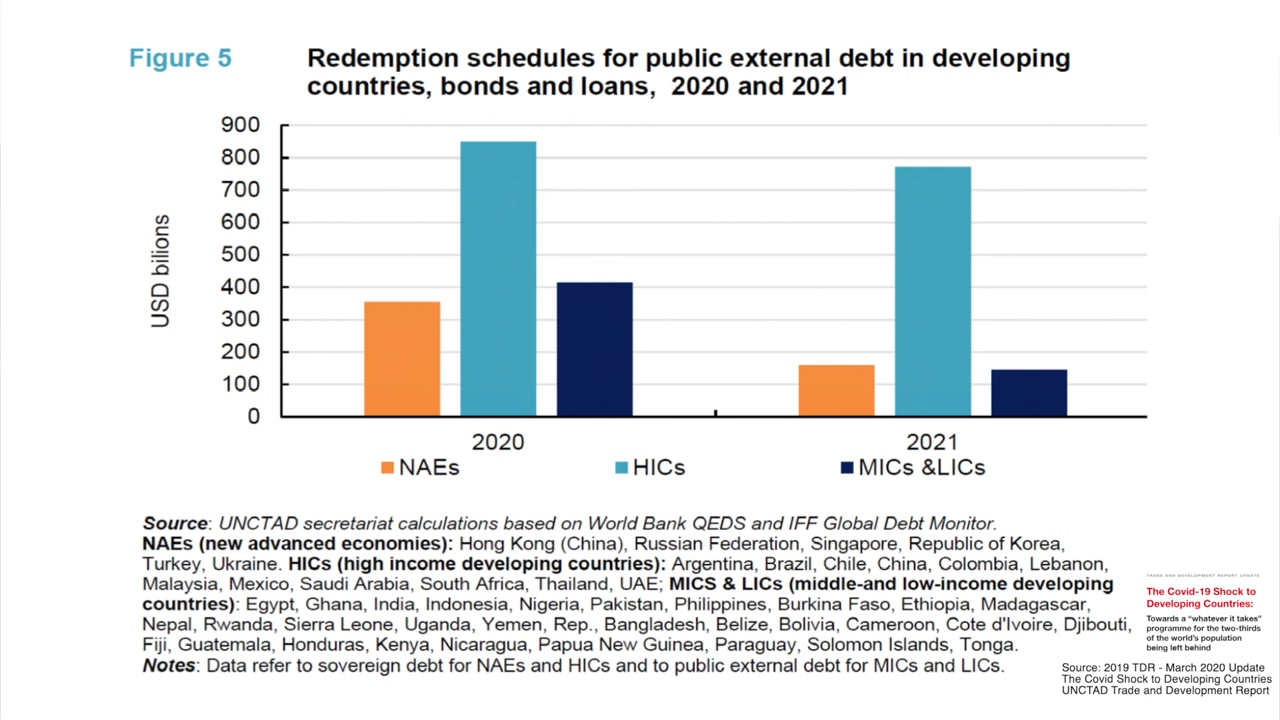 Figure 5
Redemption schedules for public external debt in developing
countries, bonds and loans,  2020 and 2021
900
800
700
600
500
400
300
200
100
0
USD bilions
2020
2021
NAEs
HICs
MICs &LICs
Source: UNCTAD secretariat calculations based on World Bank QEDS and IFF Global Debt Monitor.
NAEs (new advanced economies): Hong Kong (China), Russian Federation, Singapore, Republic of Korea,
Turkey, Ukraine. HICs (high income developing countries): Argentina, Brazil, Chile, China, Colombia, Lebanon,
Malaysia, Mexico, Saudi Arabia, South Africa, Thailand, UAE; MICS & LICs (middle-and low-income developing
countries): Egypt, Ghana, India, Indonesia, Nigeria, Pakistan, Philippines, Burkina Faso, Ethiopia, Madagascar,
Nepal, Rwanda, Sierra Leone, Uganda, Yemen, Rep., Bangladesh, Belize, Bolivia, Cameroon, Cote d'Ivoire, Djibouti,
Fiji, Guatemala, Honduras, Kenya, Nicaragua, Papua New Guinea, Paraguay, Solomon Islands, Tonga.
Notes: Data refer to sovereign debt for NAEs and HICs and to public external debt for MICs and LICs.
TRADE AND DEVELOPMENT REPORT UPDATE
The Covid-19 Shock to
Developing Countries:
Towards a “whatever it takes”
programme for the two-thirds
of the world’s population
being left behind
Source: 2019 TDR - March 2020 Update
The Covid Shock to Developing Countries
UNCTAD Trade and Development Report